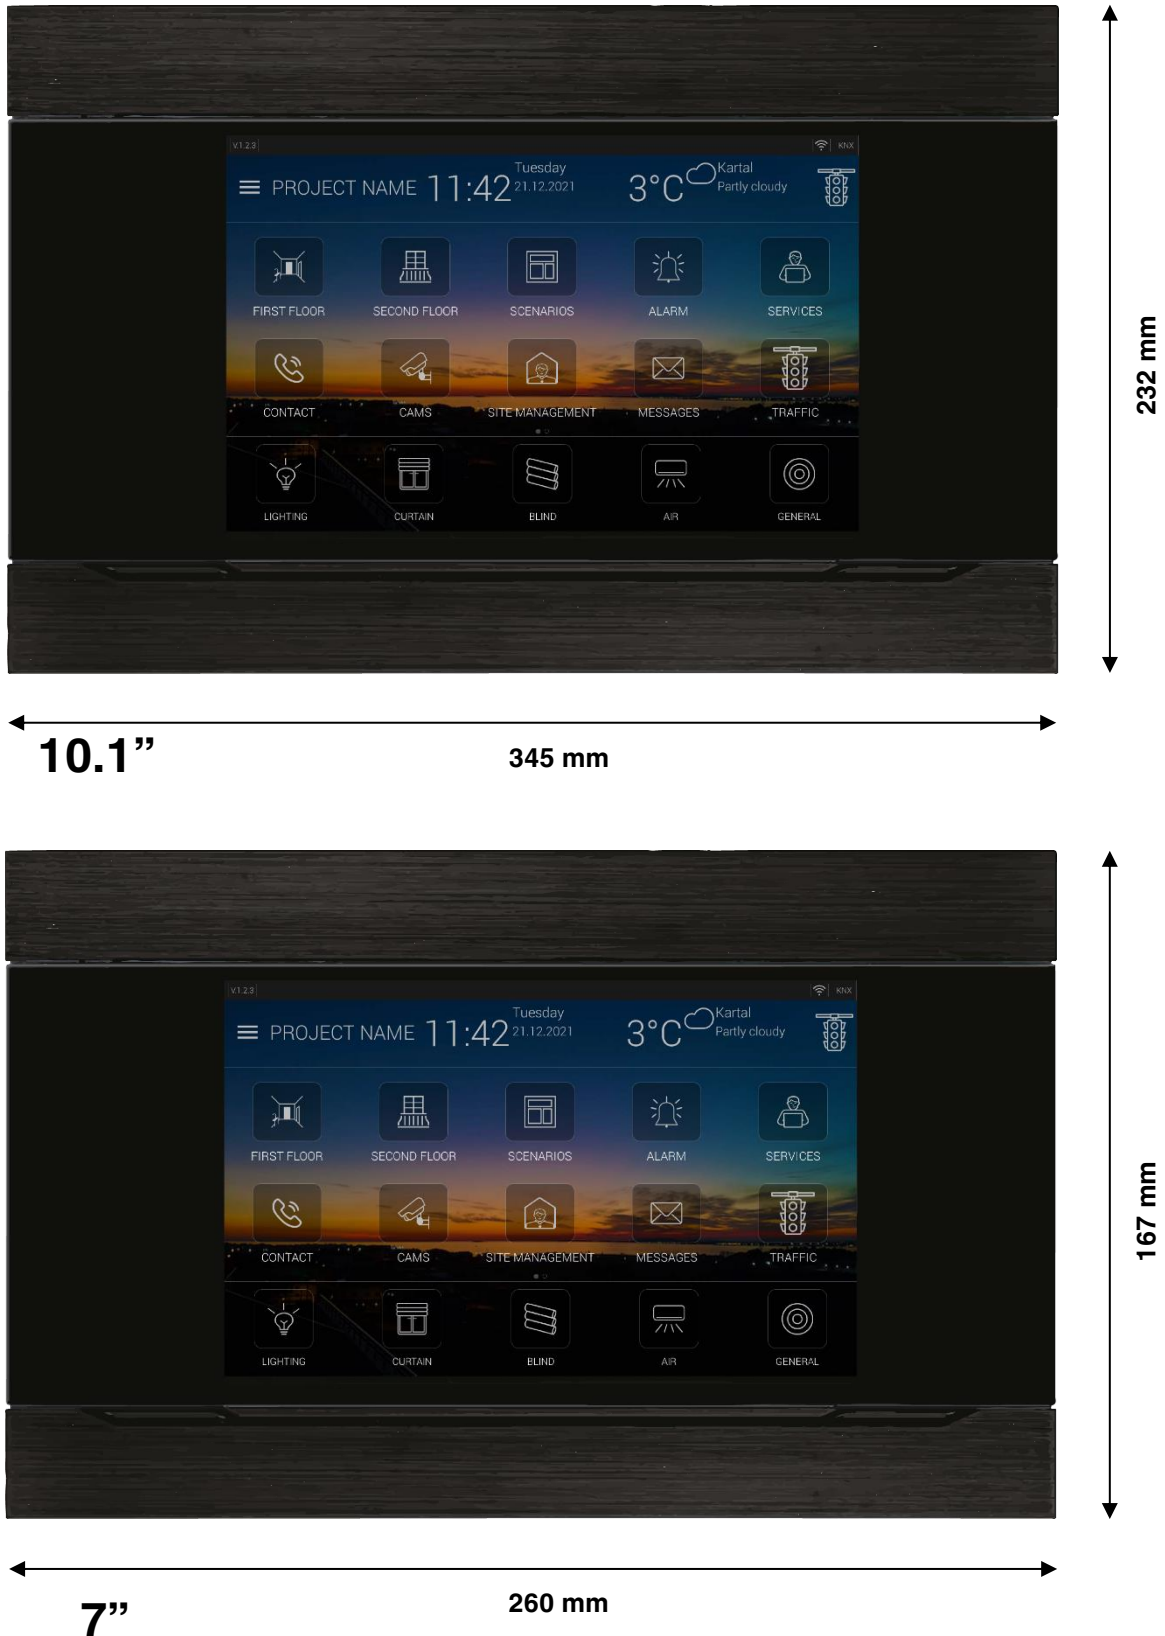 V.1.2.3 KNX
PROJECT NAME 11:42 Tuesday 21.12.2021 3°C Kartal Partly cloudy
FIRST FLOOR SECOND FLOOR SCENARIOS ALARM SERVICES
CONTACT CAMS SITE MANAGEMENT MESSAGES TRAFFIC
LIGHTING CURTAIN BLIND AIR GENERAL
232 mm
10.1”
345 mm
V.1.2.3 KNX
PROJECT NAME 11:42 Tuesday 21.12.2021 3°C Kartal Partly cloudy
FIRST FLOOR SECOND FLOOR SCENARIOS ALARM SERVICES
CONTACT CAMS SITE MANAGEMENT MESSAGES TRAFFIC
LIGHTING CURTAIN BLIND AIR GENERAL
167 mm
260 mm
7”